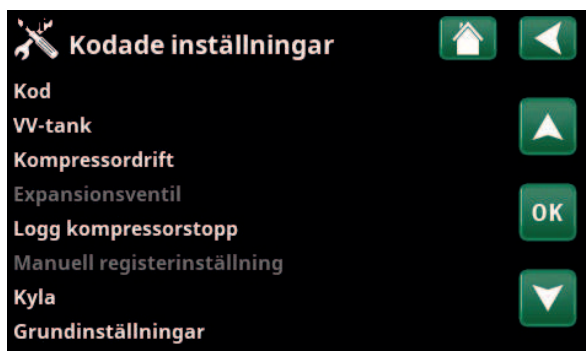 Kodade inställningar
Kod
VV-tank
Kompressordrift
Expansionsventil
Logg kompressorstopp
OK
Manuell registerinställning
Kyla
Grundinställningar